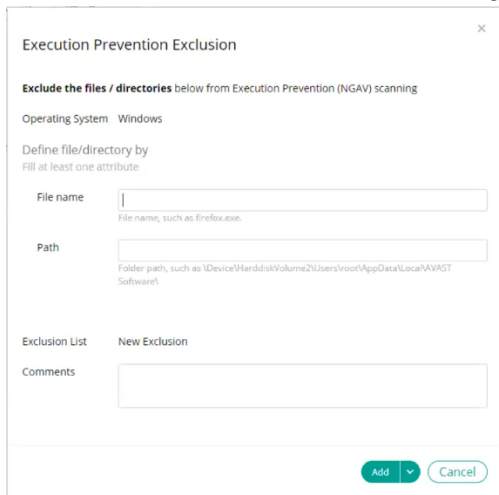 Execution Prevention Exclusion
Exclude the files / directories below from Execution Prevention (NGAV) scanning
Operating System Windows
Define file/directory by
Fill at least one attribute
File name
File name, such as firefox.exe.
Path
Folder path, such as \Device\HarddiskVolume2\Users\root\AppData\Local\AVAST
Software\
Exclusion List New Exclusion
Comments
Add Cancel